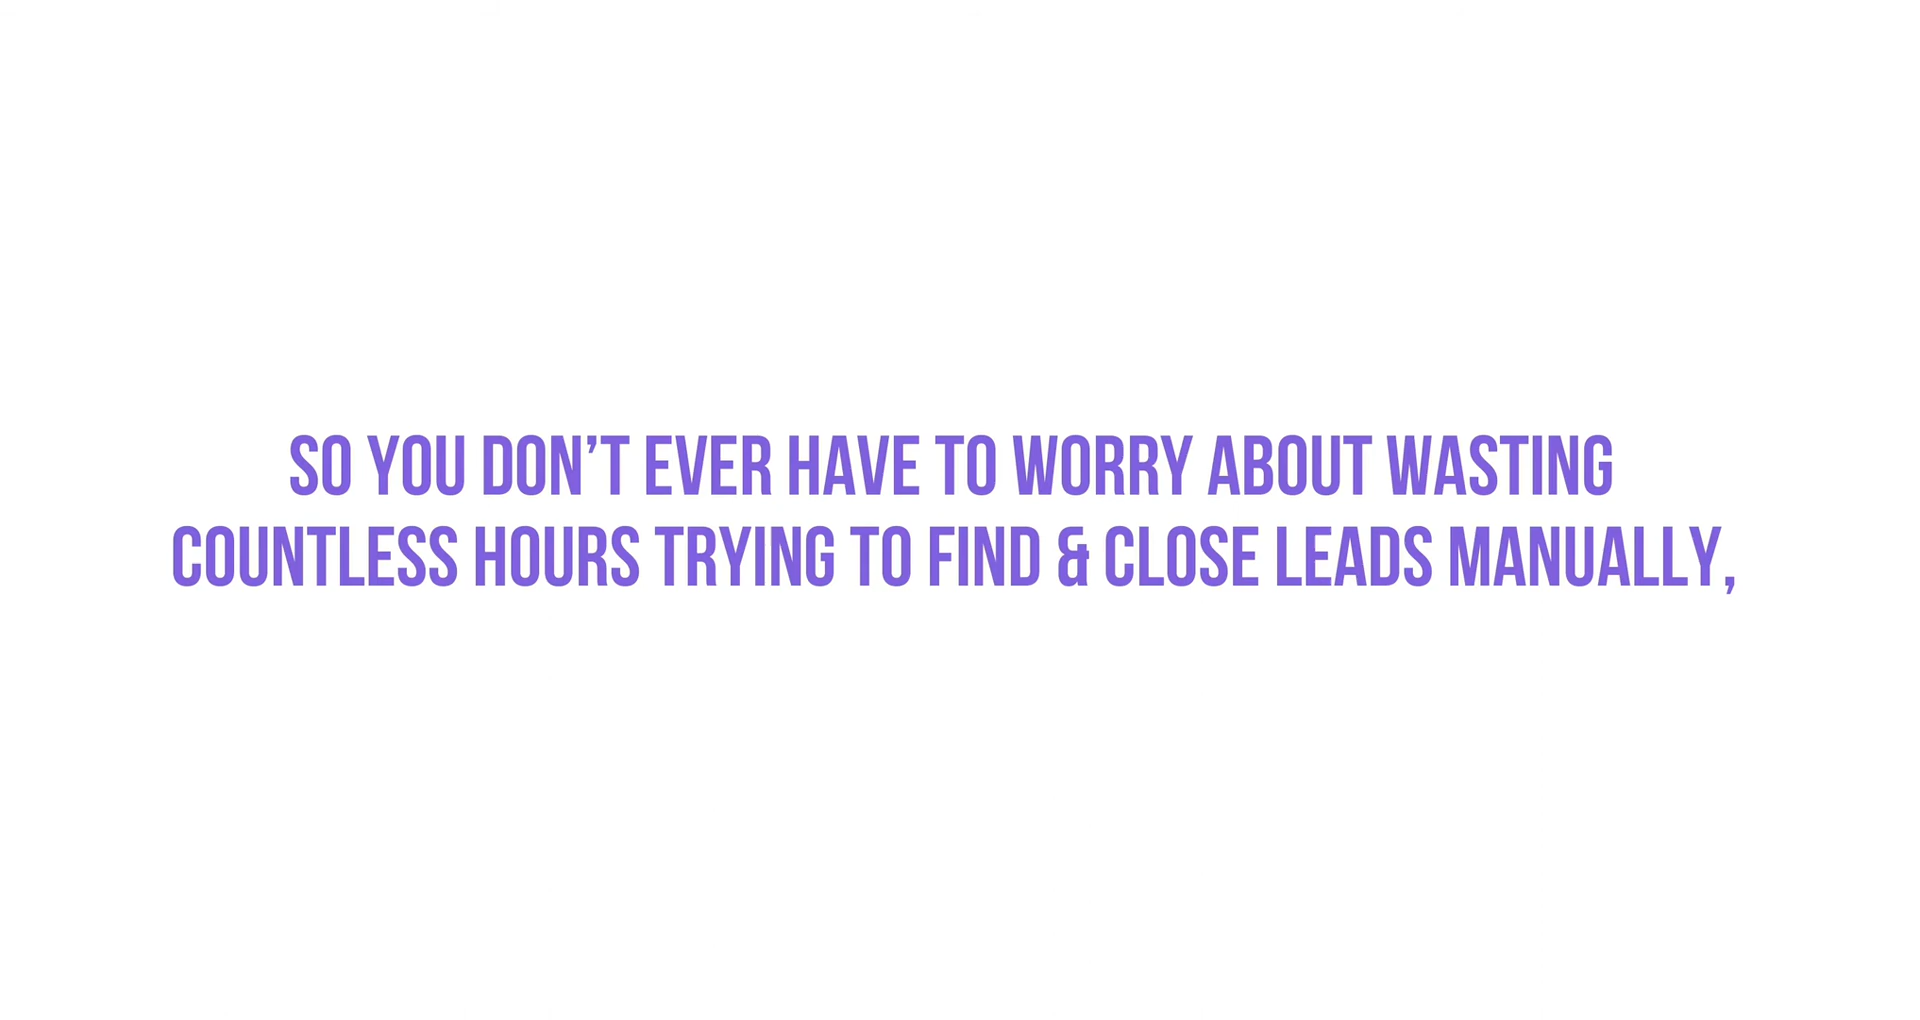 SO YOU DON’T EVER HAVE TO WORRY ABOUT WASTING
COUNTLESS HOURS TRYING TO FIND & CLOSE LEADS MANUALLY,